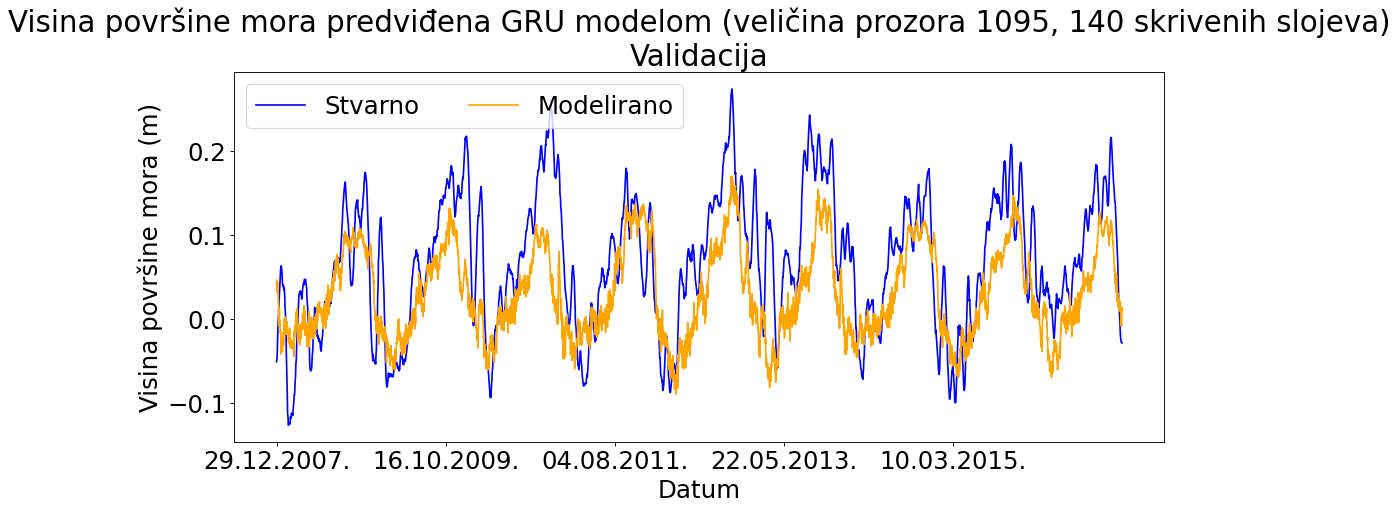 Visina površine mora predviđena GRU modelom (veličina prozora 1095, 140 skrivenih slojeva)
Validacija
Stvarno Modelirano
Visina površine mora (m)
0.2
0.1
0.0
−0.1
29.12.2007. 16.10.2009. 04.08.2011. 22.05.2013. 10.03.2015.
Datum